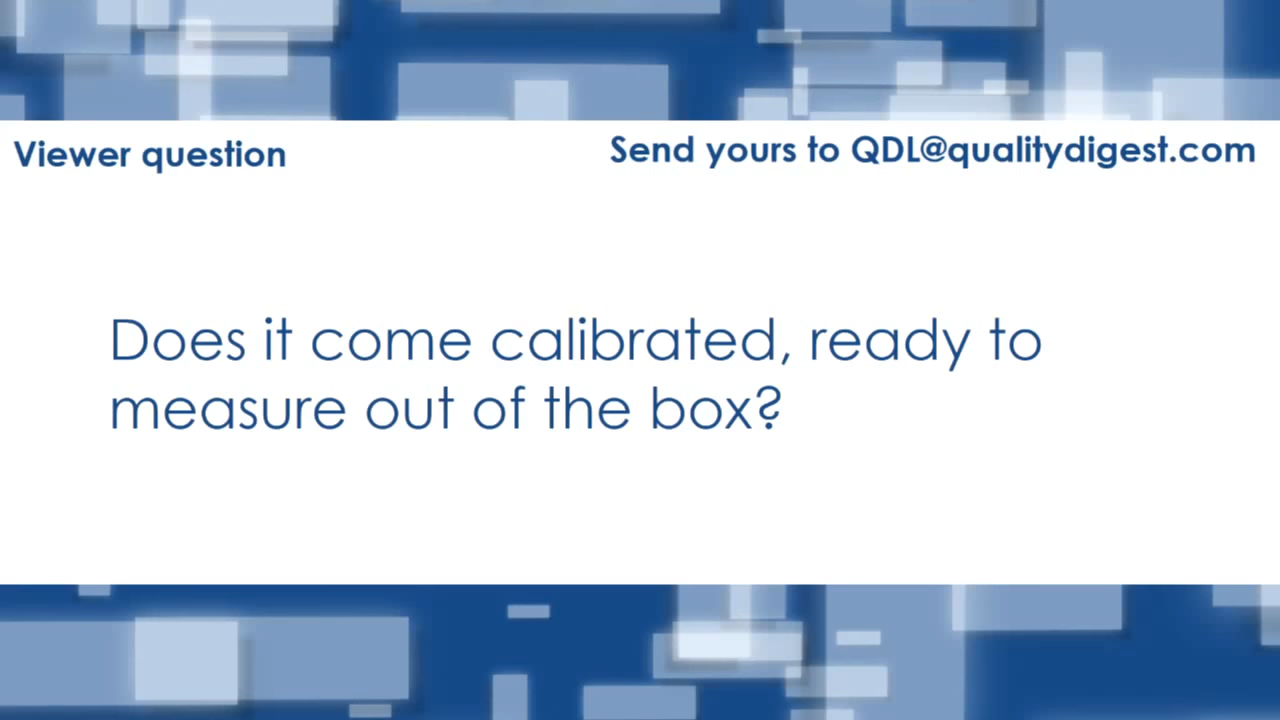 Viewer question
Send yours to QDL@qualitydigest.com
Does it come calibrated, ready to
measure out of the box?